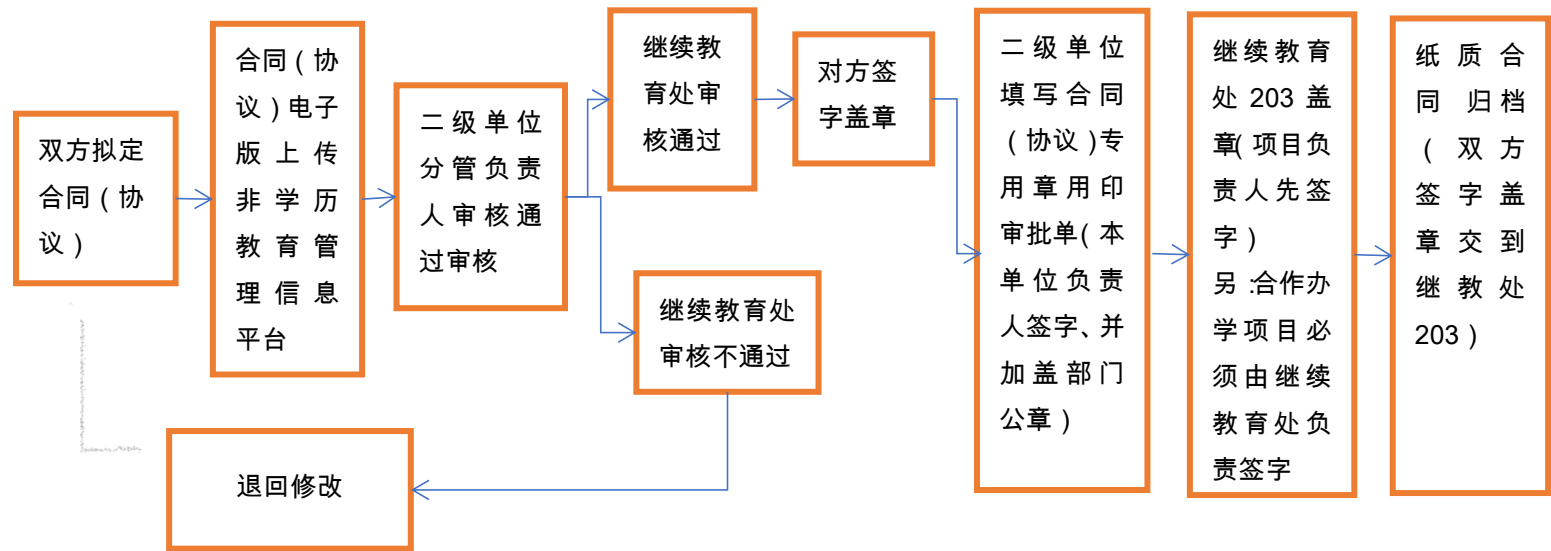 双方拟定
合同（协
议）
合同（协
议）电子
版上传
非学历
教育管
理信息
平台
二级单位
分管负责
人审核通
过审核
继续教
育处审
核通过
继续教育处
审核不通过
退回修改
对方签
字盖章
二级单位
填写合同
（协议）专
用章用印
审批单（本
单位负责
人签字、并
加盖部门
公章）
继续教育
处 203 盖
章（项目负
责人先签
字）
另：合作办
学项目必
须由继续
教育处负
责签字
纸质合
同 归档
（双方
签字盖
章交到
继教处
203）